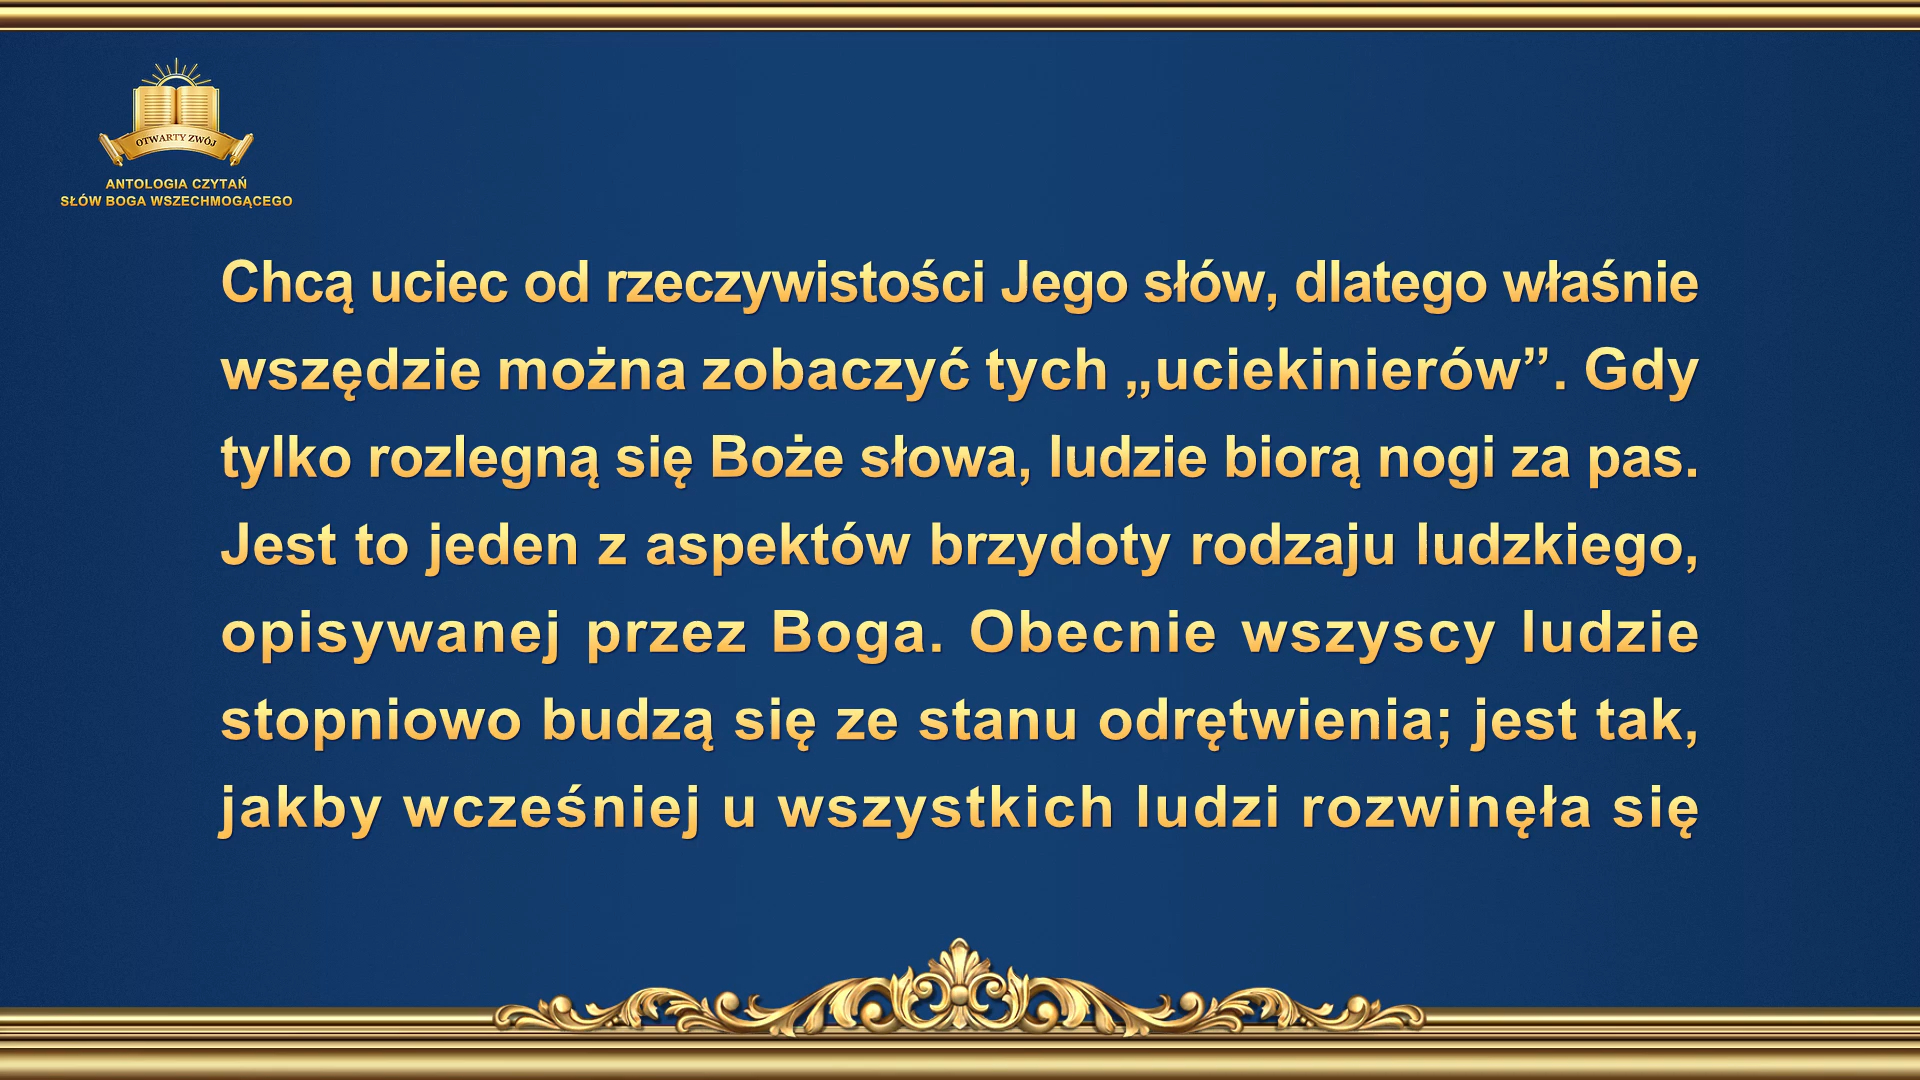 OTWARTY ZWÓJ
ANTOLOGIA CZYTAŃ
SŁÓW BOGA WSZECHMOGĄCEGO
Chcą uciec od rzeczywistości Jego słów, dlatego właśnie
wszędzie można zobaczyć tych „uciekinierów”. Gdy
tylko rozlegną się Boże słowa, ludzie biorą nogi za pas.
Jest to jeden z aspektów brzydoty rodzaju ludzkiego,
opisywanej przez Boga. Obecnie wszyscy ludzie
stopniowo budzą się ze stanu odrętwienia; jest tak,
jakby wcześniej u wszystkich ludzi rozwinęła się